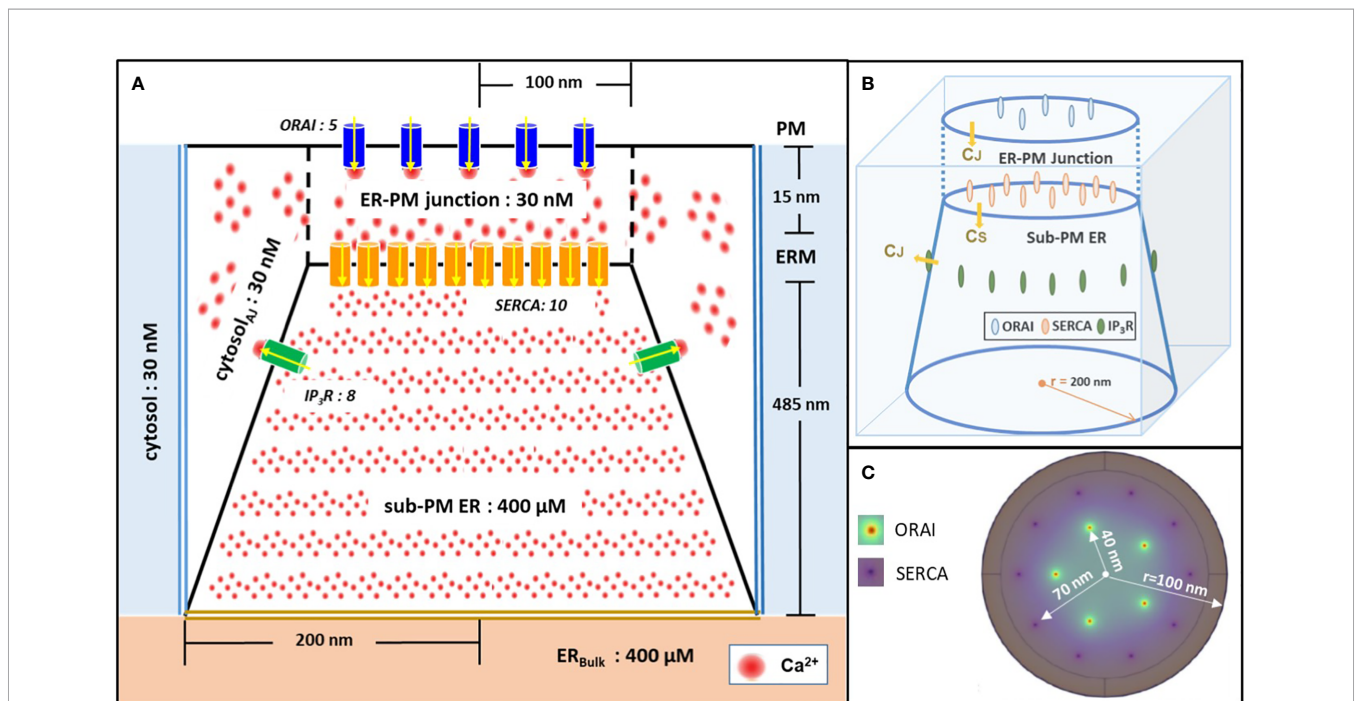 A
100 nm
ORAI : 5
PM
ER-PM junction : 30 nM
15 nm
ERM
SERCA: 10
cytosol : 30 nM
cytosolAJ : 30 nM
IP3R : 8
485 nm
sub-PM ER : 400 µM
200 nm
ERBulk : 400 µM
Ca2+
B
CJ
ER-PM Junction
CS
Sub-PM ER
CJ
ORAI SERCA IP3R
r = 200 nm
C
ORAI
SERCA
40 nm
70 nm
r=100 nm